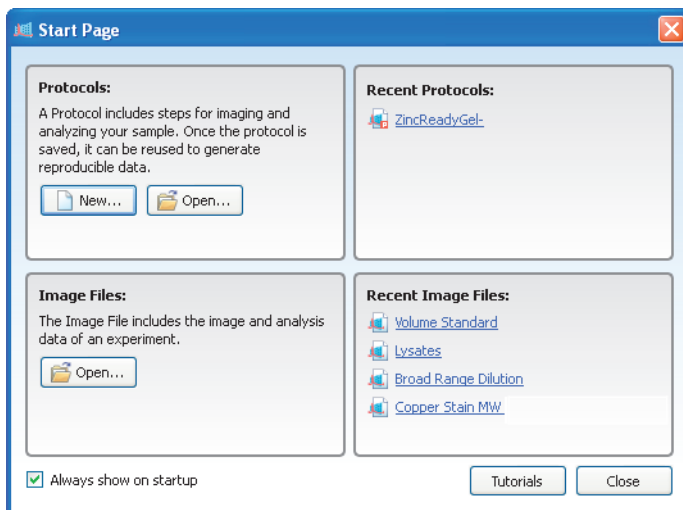 Start Page
Protocols:
A Protocol includes steps for imaging and
analyzing your sample. Once the protocol is
saved, it can be reused to generate
reproducible data.
New...
Open...
Recent Protocols:
ZincReadyGel-
Image Files:
The Image File includes the image and analysis
data of an experiment.
Open...
Recent Image Files:
Volume Standard
Lysates
Broad Range Dilution
Copper Stain MW
Always show on startup
Tutorials
Close